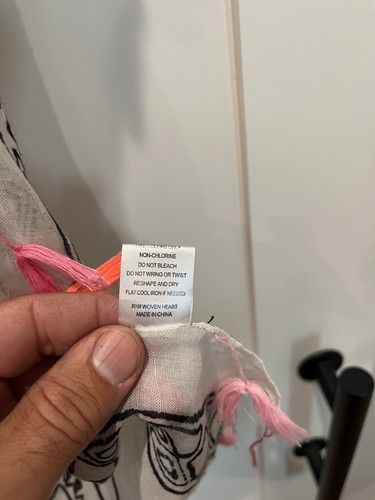 NON-CHLORINE
DO NOT BLEACH
DO NOT WRING OR TWIST
RESHAPE AND DRY
FLAT COOL IRON IF NEEDED
RN# WOVEN HEART
MADE IN CHINA